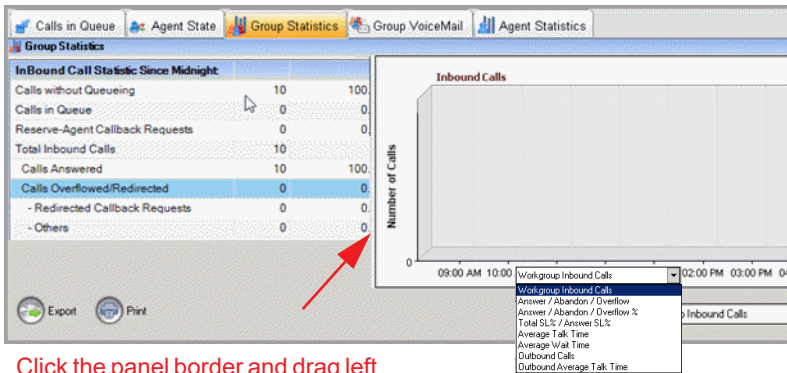 Calls in Queue Agent State Group Statistics Group VoiceMail Agent Statistics
Group Statistics
InBound Call Statistic Since Midnight
Calls without Queueing 10 100.
Calls in Queue 0 0.
Reserve-Agent Callback Requests 0 0.
Total Inbound Calls 10
Calls Answered 10 100.
Calls Overflowed/Redirected 0 0.
- Redirected Callback Requests 0 0.
- Others 0 0.
Export Print
Inbound Calls
Number of Calls
0
09:00 AM 10:00 02:00 PM 03:00 PM
Workgroup Inbound Calls
Workgroup Inbound Calls
Answer / Abandon / Overflow
Answer / Abandon / Overflow %
Total SL% / Answer SL%
Average Talk Time
Average Wait Time
Outbound Calls
Outbound Average Talk Time
Inbound Calls
Click the panel border and drag left